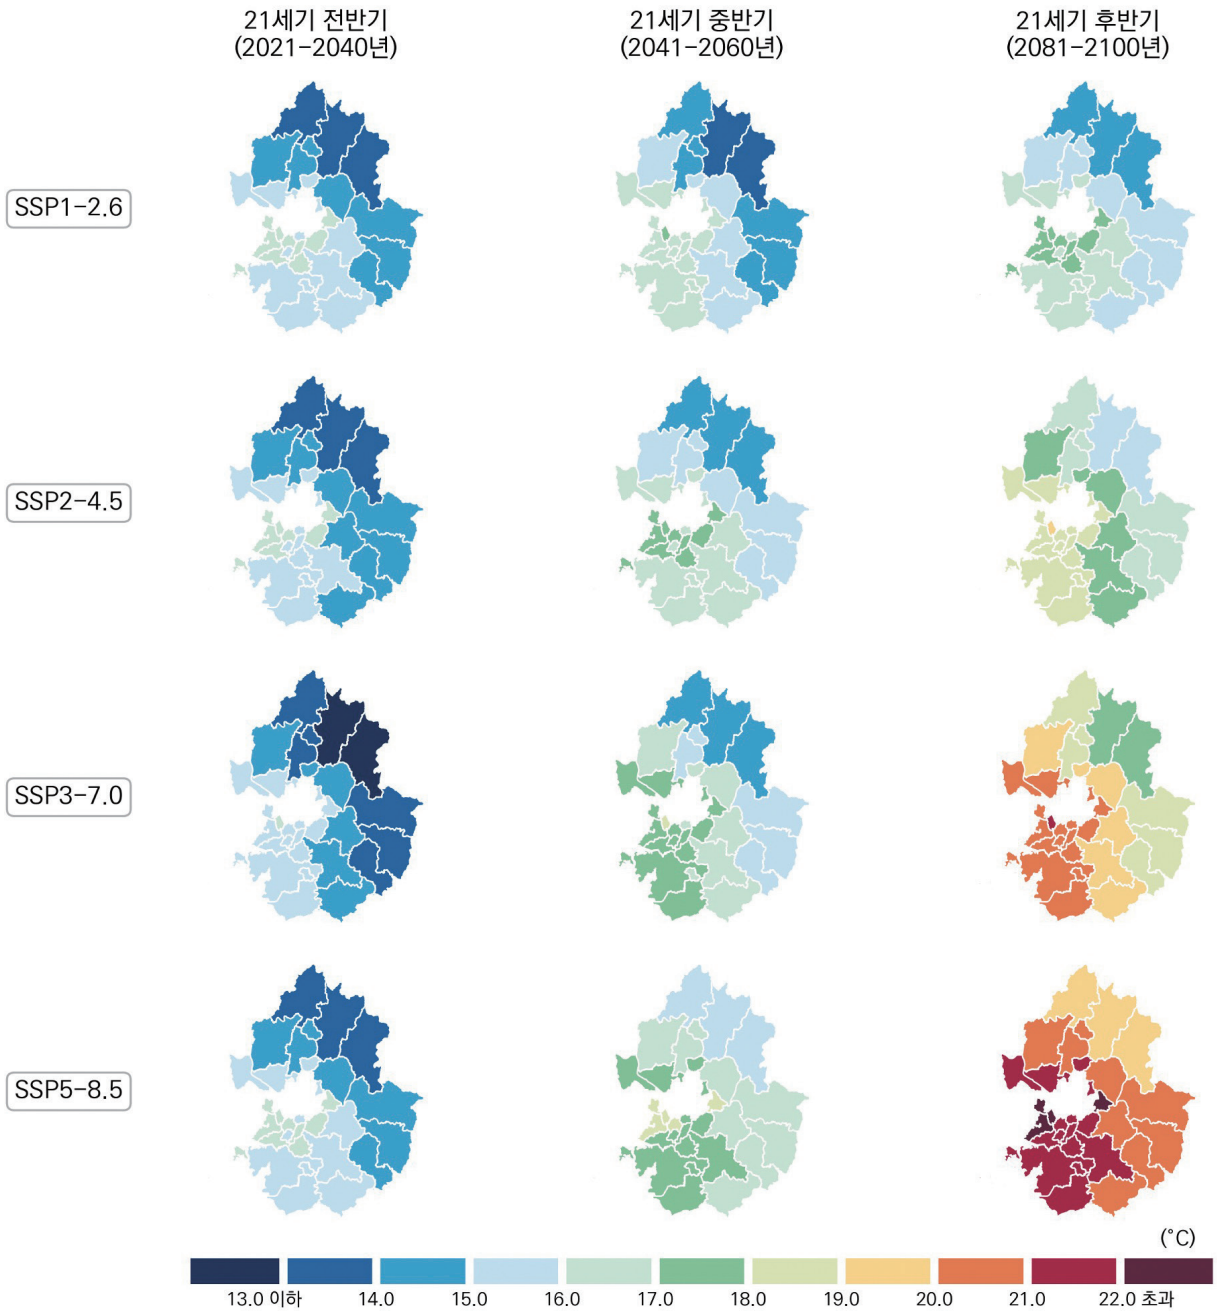 21세기 전반기
(2021-2040년)
21세기 중반기
(2041-2060년)
21세기 후반기
(2081-2100년)
SSP1-2.6
SSP2-4.5
SSP3-7.0
SSP5-8.5
(°C)
13.0 이하 14.0 15.0 16.0 17.0 18.0 19.0 20.0 21.0 22.0 초과